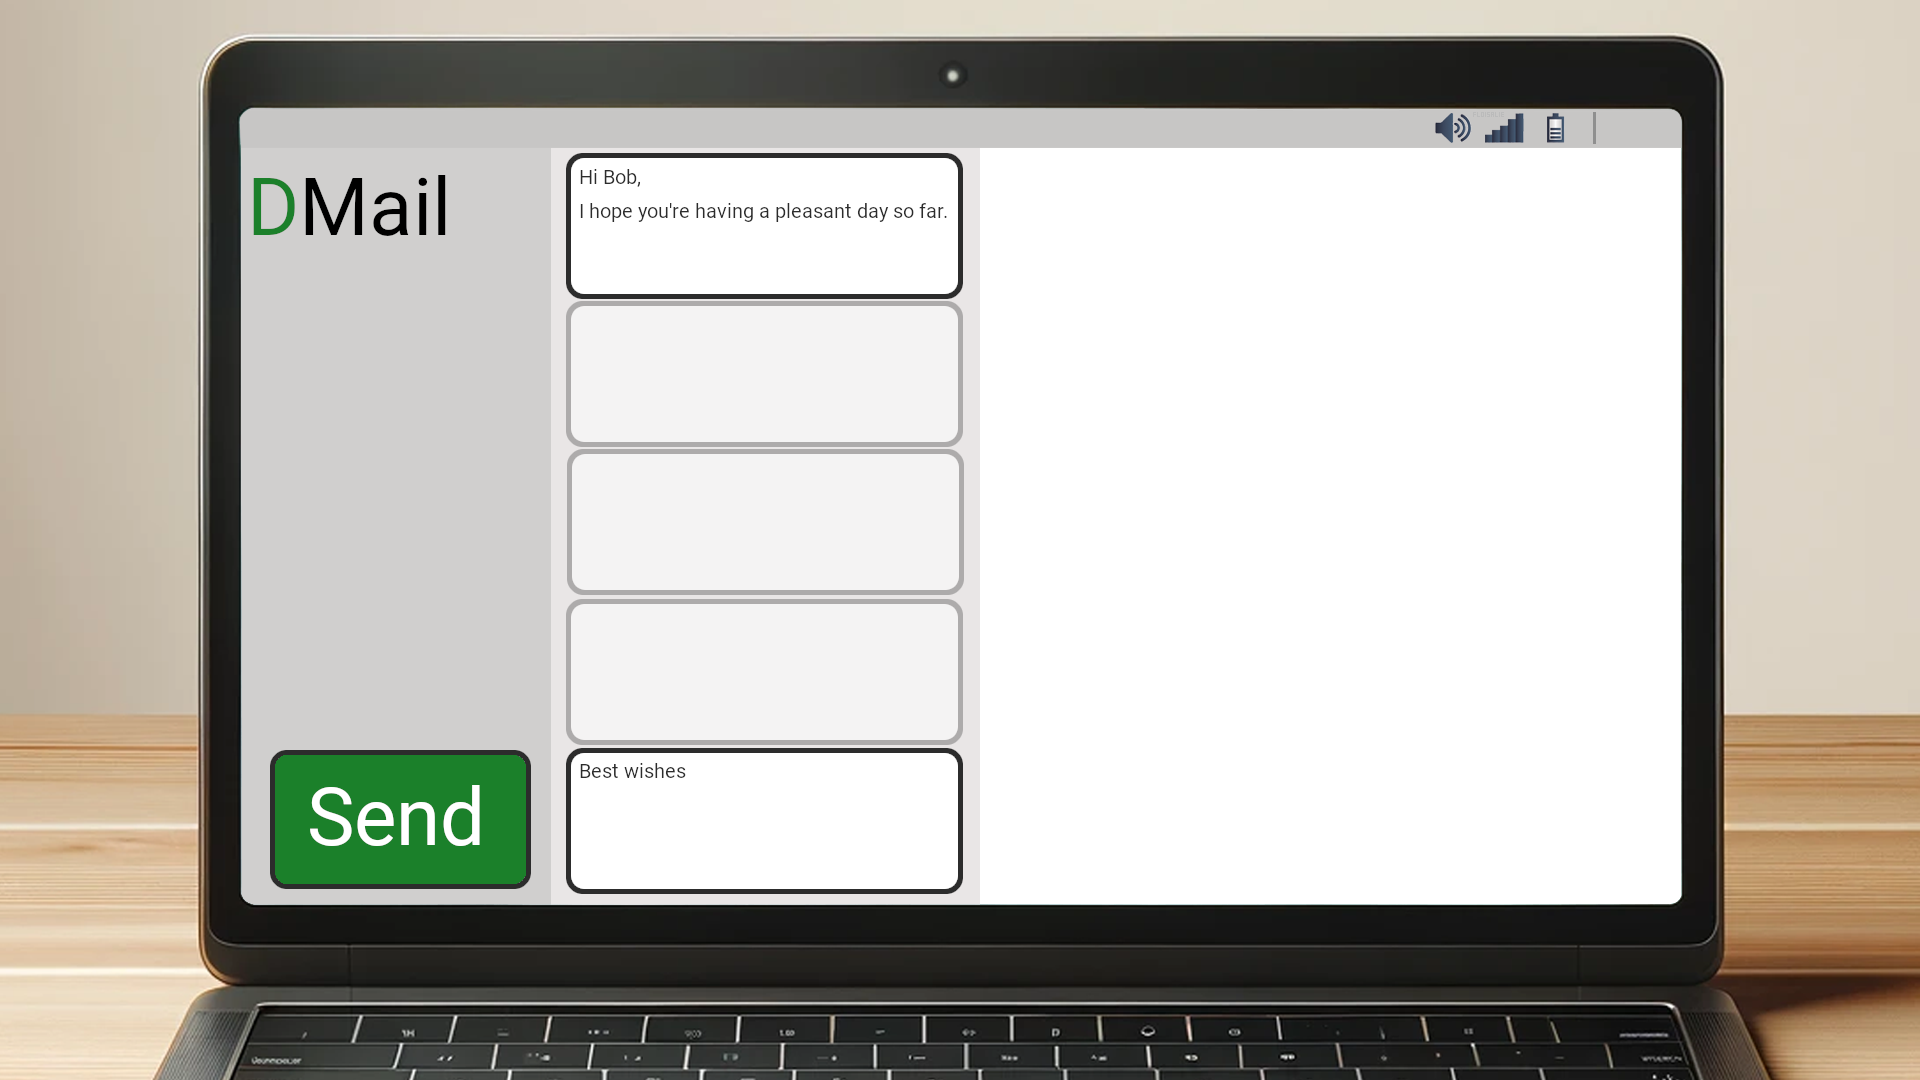 DMail
Hi Bob,
I hope you're having a pleasant day so far.
Best wishes
Send